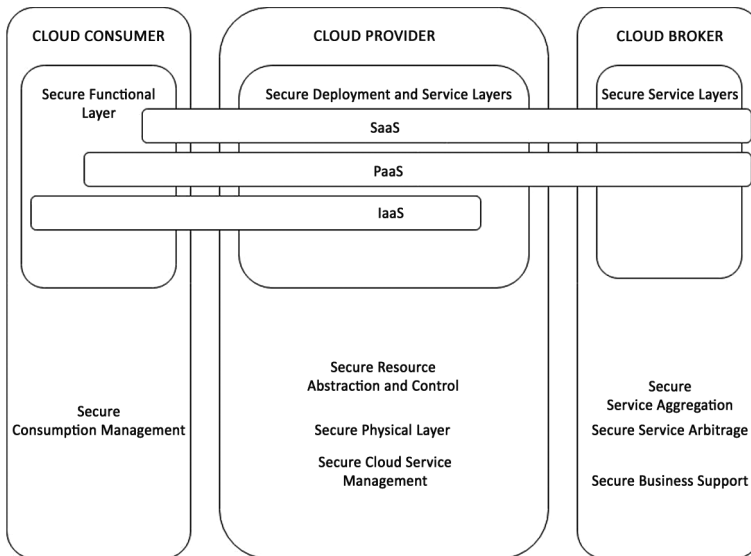 CLOUD CONSUMER
Secure Functional
Layer
Secure
Consumption Management
CLOUD PROVIDER
Secure Deployment and Service Layers
SaaS
PaaS
IaaS
Secure Resource
Abstraction and Control
Secure Physical Layer
Secure Cloud Service
Management
CLOUD BROKER
Secure Service Layers
Secure
Service Aggregation
Secure Service Arbitrage
Secure Business Support